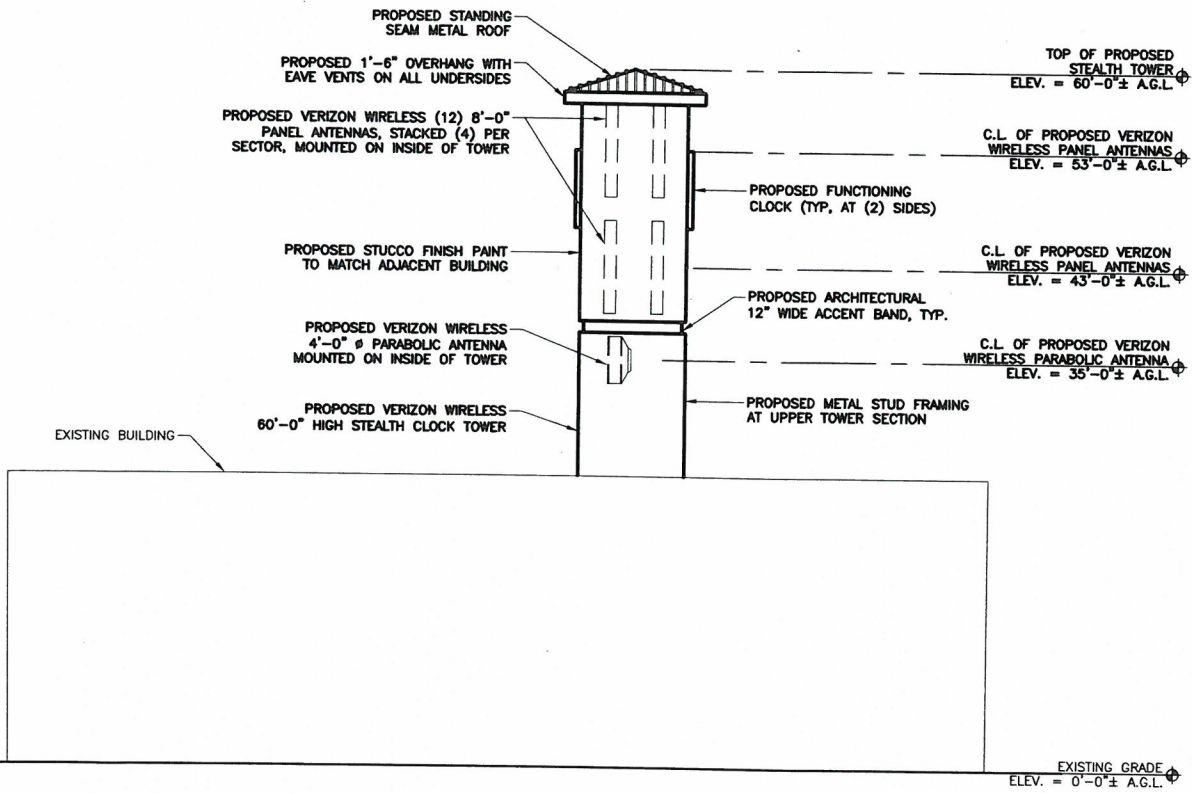 PROPOSED STANDING
SEAM METAL ROOF
PROPOSED 1'-6" OVERHANG WITH
EAVE VENTS ON ALL UNDERSIDES
PROPOSED VERIZON WIRELESS (12) 8'-0"
PANEL ANTENNAS, STACKED (4) PER
SECTOR, MOUNTED ON INSIDE OF TOWER
PROPOSED STUCCO FINISH PAINT
TO MATCH ADJACENT BUILDING
PROPOSED VERIZON WIRELESS
4'-0" ø PARABOLIC ANTENNA
MOUNTED ON INSIDE OF TOWER
PROPOSED VERIZON WIRELESS
60'-0" HIGH STEALTH CLOCK TOWER
EXISTING BUILDING
PROPOSED FUNCTIONING
CLOCK (TYP, AT (2) SIDES)
PROPOSED ARCHITECTURAL
12" WIDE ACCENT BAND, TYP.
PROPOSED METAL STUD FRAMING
AT UPPER TOWER SECTION
TOP OF PROPOSED
STEALTH TOWER
ELEV. = 60'-0"± A.G.L.
C.L. OF PROPOSED VERIZON
WIRELESS PANEL ANTENNAS
ELEV. = 53'-0"± A.G.L.
C.L. OF PROPOSED VERIZON
WIRELESS PANEL ANTENNAS
ELEV. = 43'-0"± A.G.L.
C.L. OF PROPOSED VERIZON
WIRELESS PARABOLIC ANTENNA
ELEV. = 35'-0"± A.G.L.
EXISTING GRADE
ELEV. = 0'-0"± A.G.L.